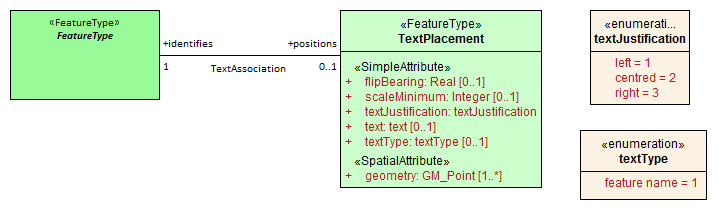 «FeatureType»
FeatureType
+identifies
+positions
1
TextAssociation
0..1
«FeatureType»
TextPlacement
«SimpleAttribute»
+ flipBearing: Real [0..1]
+ scaleMinimum: Integer [0..1]
+ textJustification: textJustification
+ text: text [0..1]
+ textType: textType [0..1]
«SpatialAttribute»
+ geometry: GM_Point [1..*]
«enumerati...
textJustification
left = 1
centred = 2
right = 3
«enumeration»
textType
feature name = 1